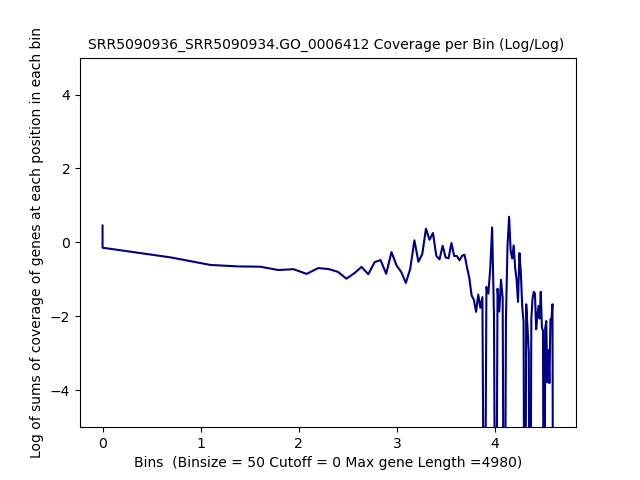 SRR5090936_SRR5090934.GO_0006412 Coverage per Bin (Log/Log)
Log of sums of coverage of genes at each position in each bin
4
2
0
−2
−4
0 1 2 3 4
Bins  (Binsize = 50 Cutoff = 0 Max gene Length =4980)